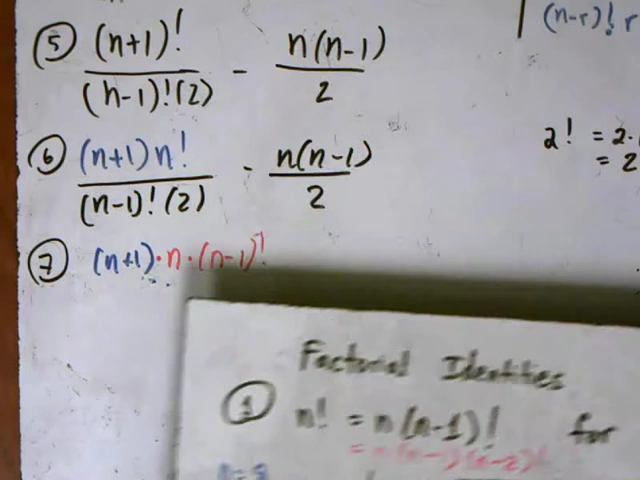 (n-r)! r
⑤ (n+1)! / (n-1)!(2) - n(n-1) / 2
2! = 2.
= 2
⑥ (n+1)n! / (n-1)!(2) - n(n-1) / 2
⑦ (n+1)·n·(n-1)!
Factorial Identities
① n! = n(n-1)! for
= n(n-1)(n-2)!